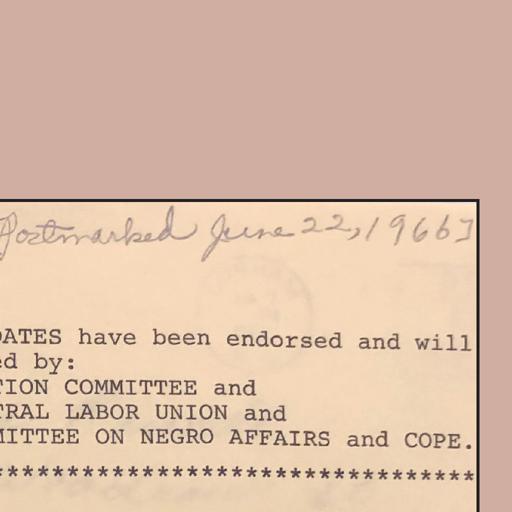 Postmarked June 22, 1966]
DATES have been endorsed and will
ed by:
TION COMMITTEE and
TRAL LABOR UNION and
MITTEE ON NEGRO AFFAIRS and COPE.
*********************************